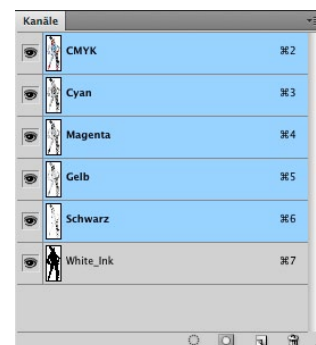 Kanäle
CMYK ⌘2
Cyan ⌘3
Magenta ⌘4
Gelb ⌘5
Schwarz ⌘6
White_Ink ⌘7